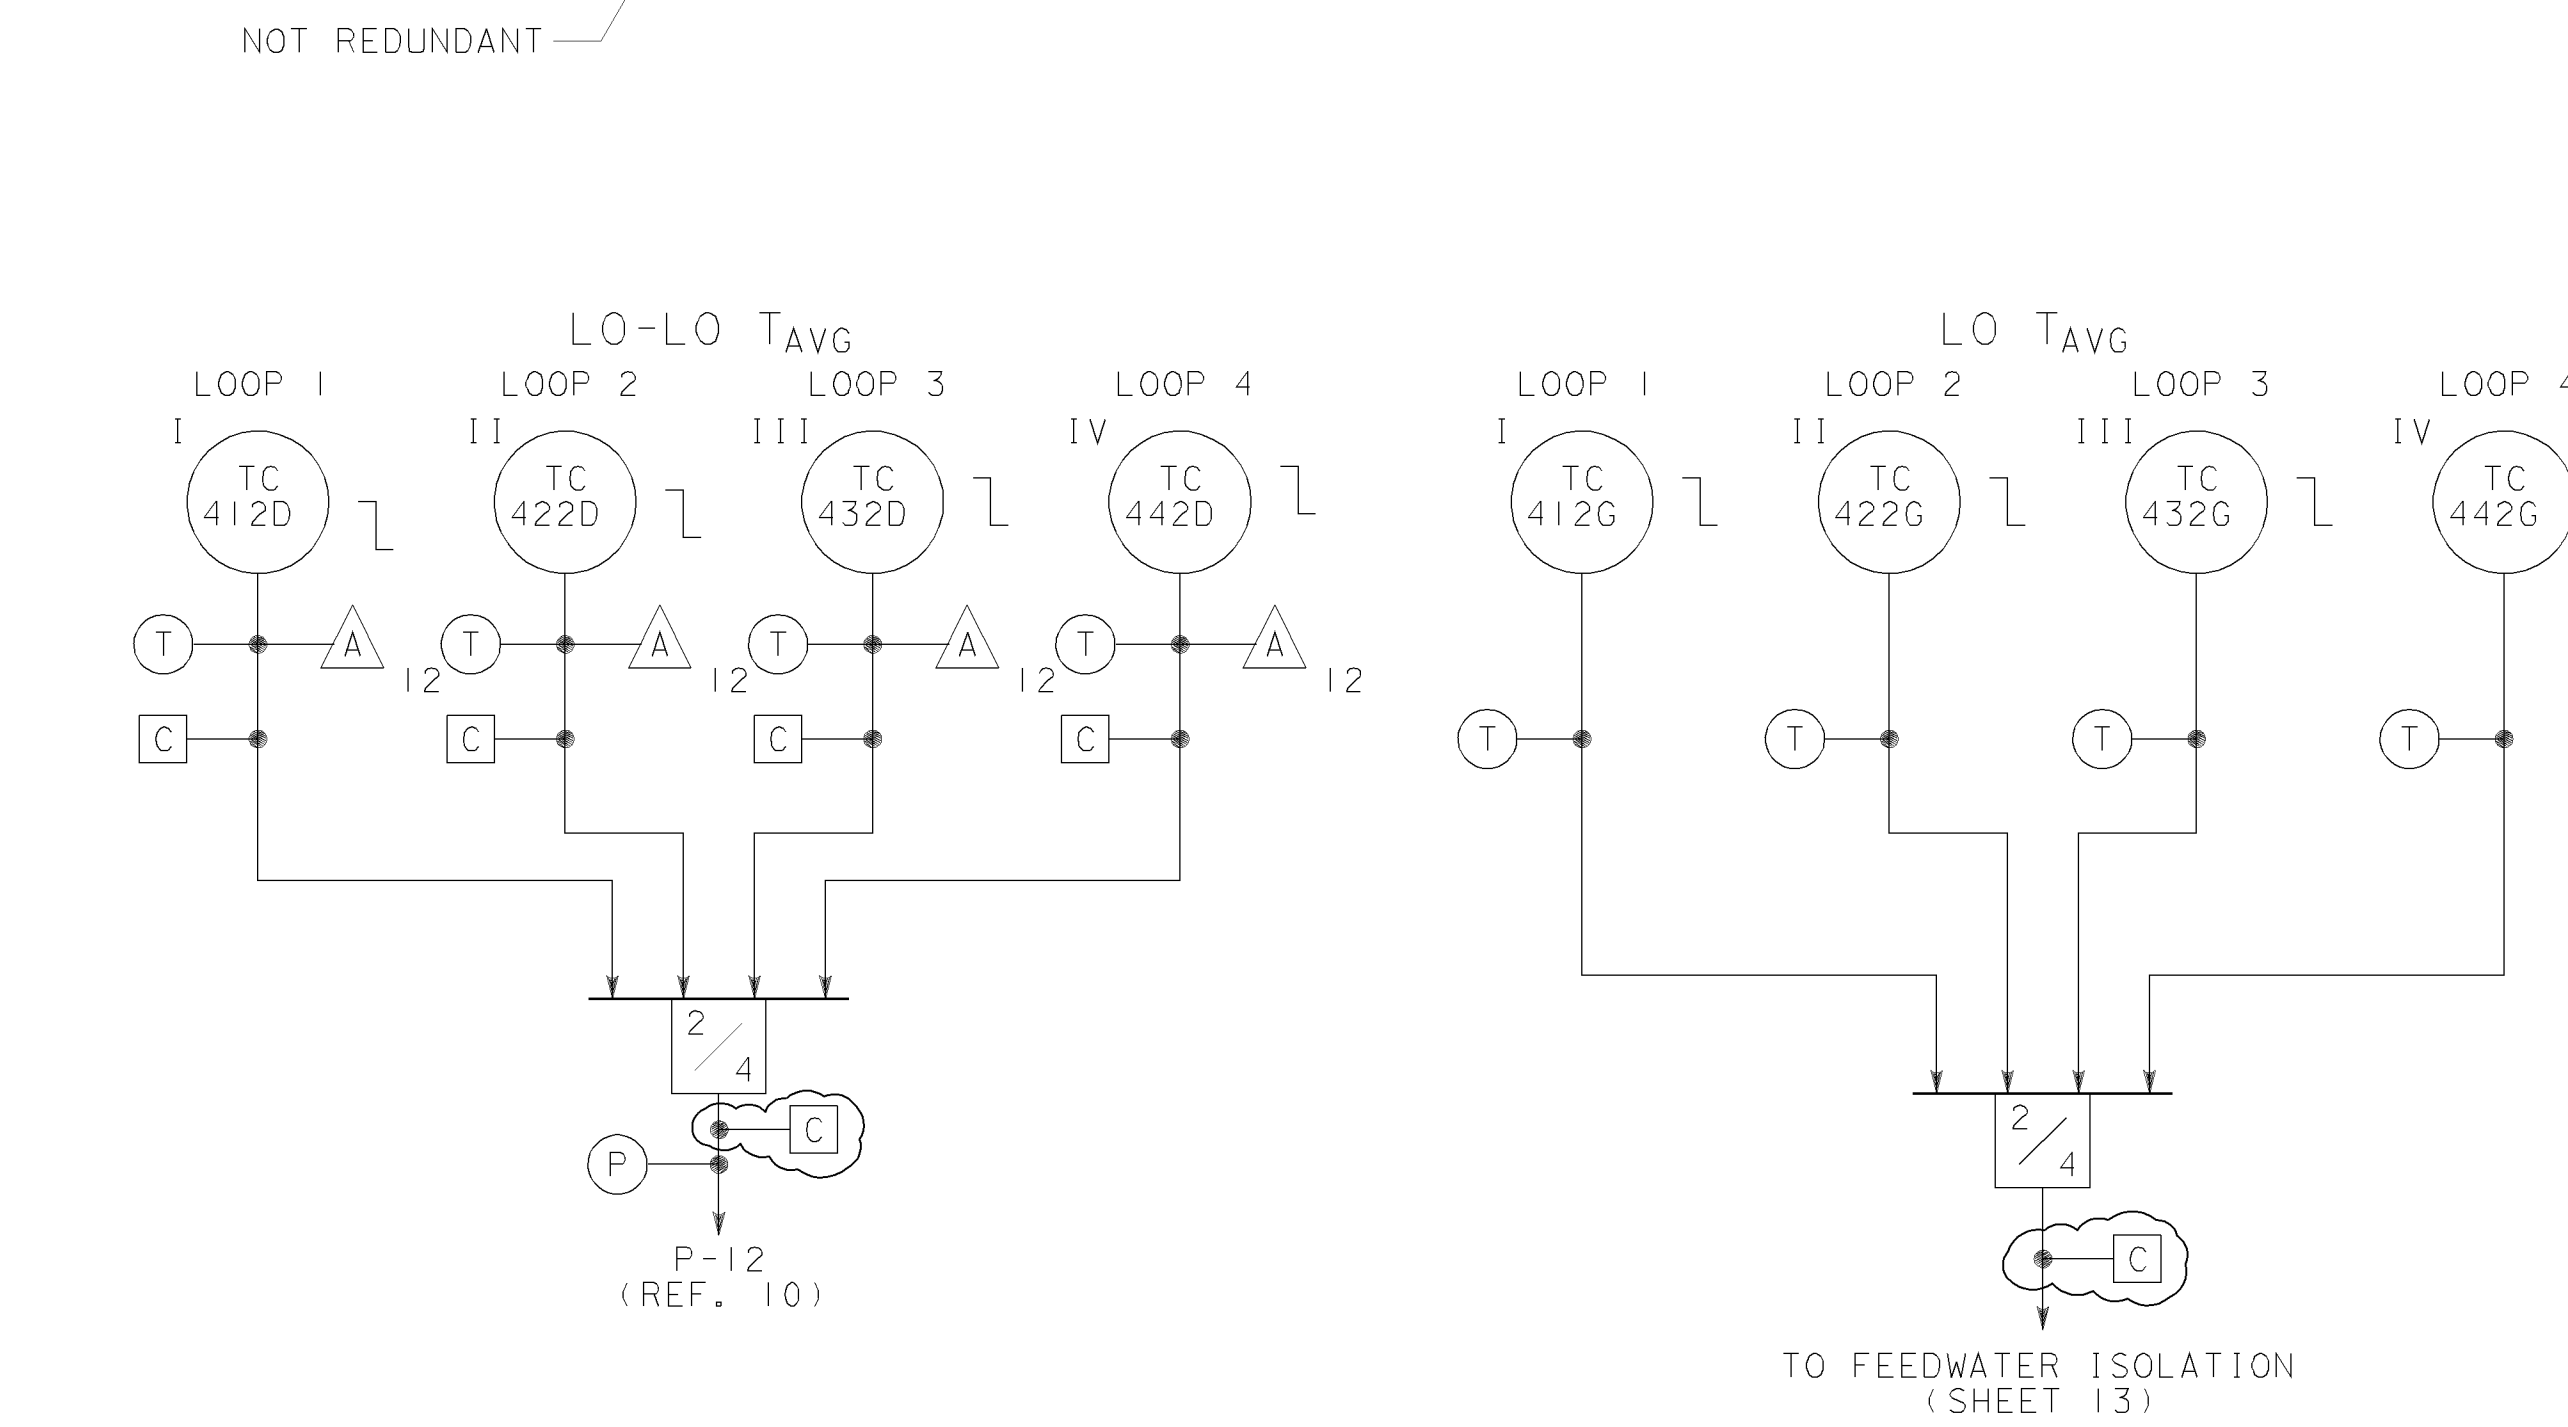 NOT REDUNDANT
LO-LO TAVG
LOOP 1 LOOP 2 LOOP 3 LOOP 4
I II III IV
TC TC TC TC
412D 422D 432D 442D
T A T A T A T A
12 12 12 12
C C C C
2/4
C
P
P-12
(REF. 10)
LO TAVG
LOOP 1 LOOP 2 LOOP 3 LOOP 4
I II III IV
TC TC TC TC
412G 422G 432G 442G
T T T T
2/4
C
TO FEEDWATER ISOLATION
(SHEET 13)